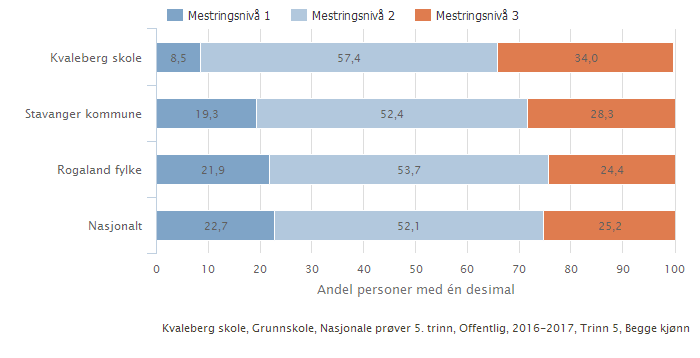 Mestringsnivå 1 Mestringsnivå 2 Mestringsnivå 3
Kvaleberg skole 8,5 57,4 34,0
Stavanger kommune 19,3 52,4 28,3
Rogaland fylke 21,9 53,7 24,4
Nasjonalt 22,7 52,1 25,2
0 10 20 30 40 50 60 70 80 90 100
Andel personer med én desimal
Kvaleberg skole, Grunnskole, Nasjonale prøver 5. trinn, Offentlig, 2016-2017, Trinn 5, Begge kjønn